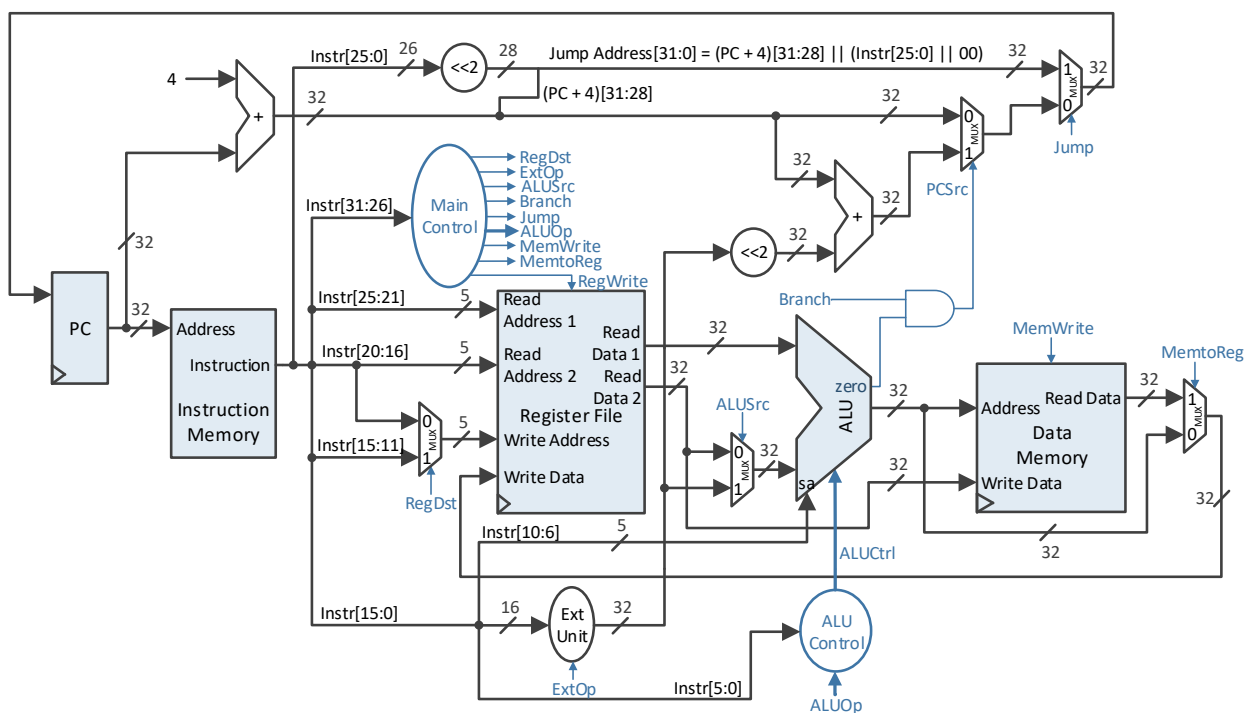 Instr[25:0]
26
<<2
28
Jump Address[31:0] = (PC + 4)[31:28] || (Instr[25:0] || 00)
32
1
MUX
0
32
Jump
4
+
32
(PC + 4)[31:28]
32
0
MUX
1
PCSrc
RegDst
ExtOp
ALUSrc
Branch
Jump
ALUOp
MemWrite
MemtoReg
RegWrite
Main
Control
Instr[31:26]
32
+
32
<<2
32
32
PC
32
Address
Instruction
Instruction
Memory
Instr[25:21]
5
Instr[20:16]
5
Instr[15:11]
0
MUX
1
5
RegDst
Read
Address 1
Read
Address 2
Read
Data 1
Read
Data 2
Register File
Write Address
Write Data
32
32
ALUSrc
0
MUX
1
32
Branch
zero
ALU
sa
32
MemWrite
Address
Read Data
Data
Memory
Write Data
32
32
MemtoReg
1
MUX
0
32
32
Instr[10:6]
5
ALUCtrl
Instr[15:0]
16
Ext
Unit
32
ExtOp
ALU
Control
Instr[5:0]
ALUOp